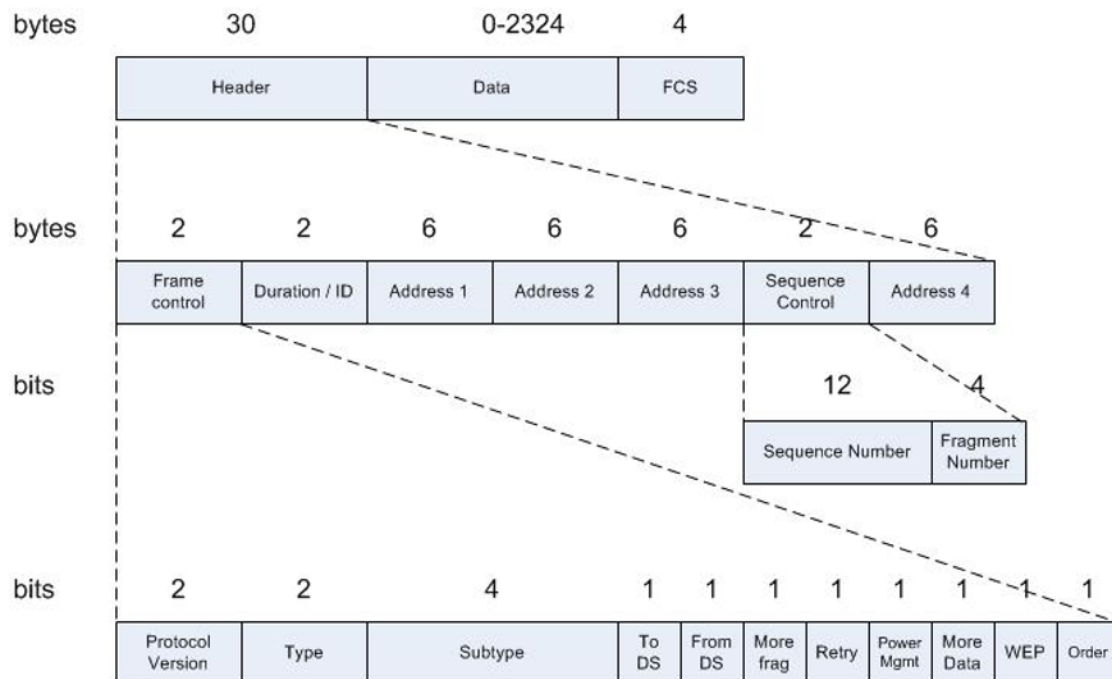 bytes 30 0-2324 4
Header Data FCS
bytes 2 2 6 6 6 2 6
Frame control Duration / ID Address 1 Address 2 Address 3 Sequence Control Address 4
bits 12 4
Sequence Number Fragment Number
bits 2 2 4 1 1 1 1 1 1 1 1
Protocol Version Type Subtype To DS From DS More frag Retry Power Mgmt More Data WEP Order